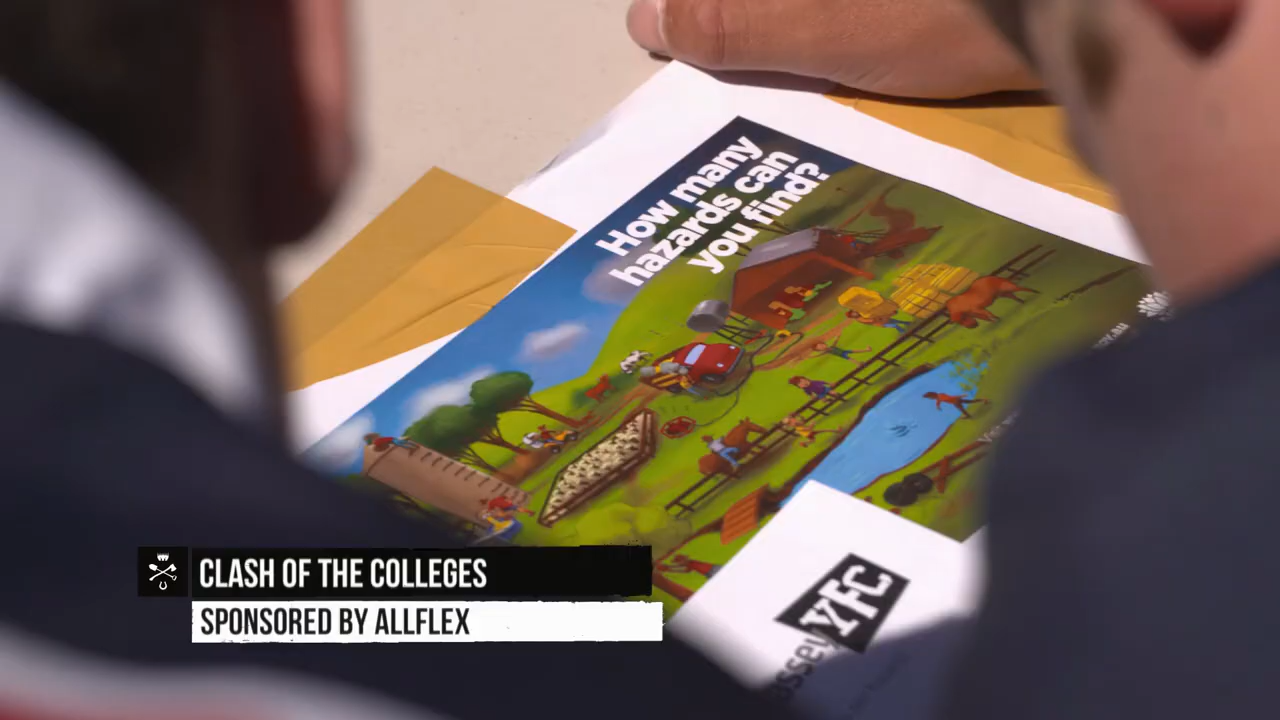 How many
hazards can
you find?
YFC
CLASH OF THE COLLEGES
SPONSORED BY ALLFLEX